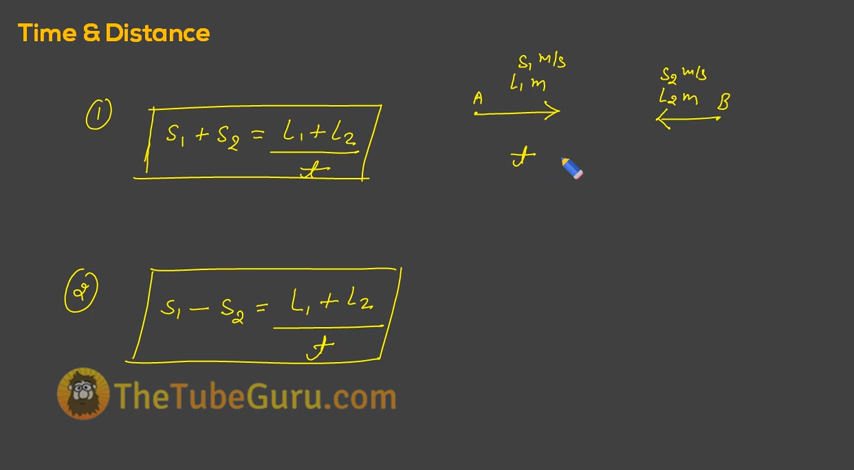 Time & Distance
S₁ m/s
L₁ m
A
S₂ m/s
L₂ m
B
①
S₁ + S₂ = L₁ + L₂
t
t
②
S₁ - S₂ = L₁ + L₂
t
TheTubeGuru.com